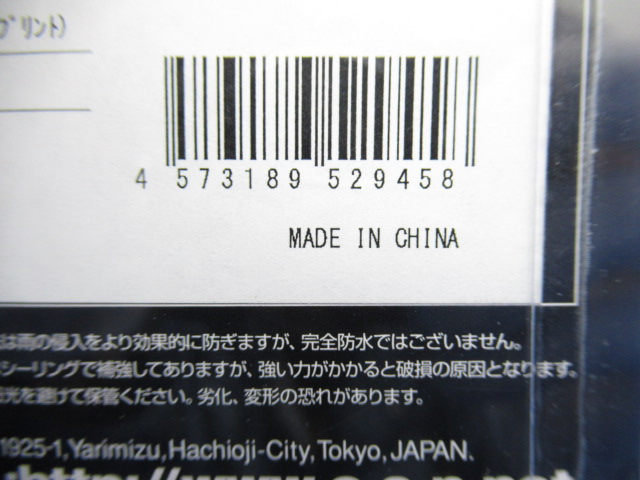 プリント)
4 573189 529458
MADE IN CHINA
は雨の侵入をより効果的に防ぎますが、完全防水ではございません。
シーリングで補強してありますが、強い力がかかると破損の原因となります。
光を避けて保管ください。劣化、変形の恐れがあります。
1925-1,Yarimizu,Hachioji-City,Tokyo,JAPAN.